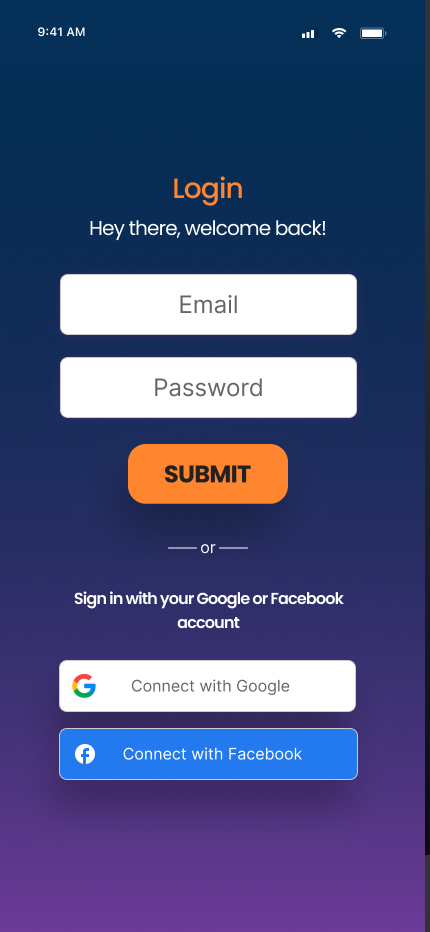 9:41 AM
Login
Hey there, welcome back!
Email
Password
SUBMIT
or
Sign in with your Google or Facebook
account
Connect with Google
Connect with Facebook